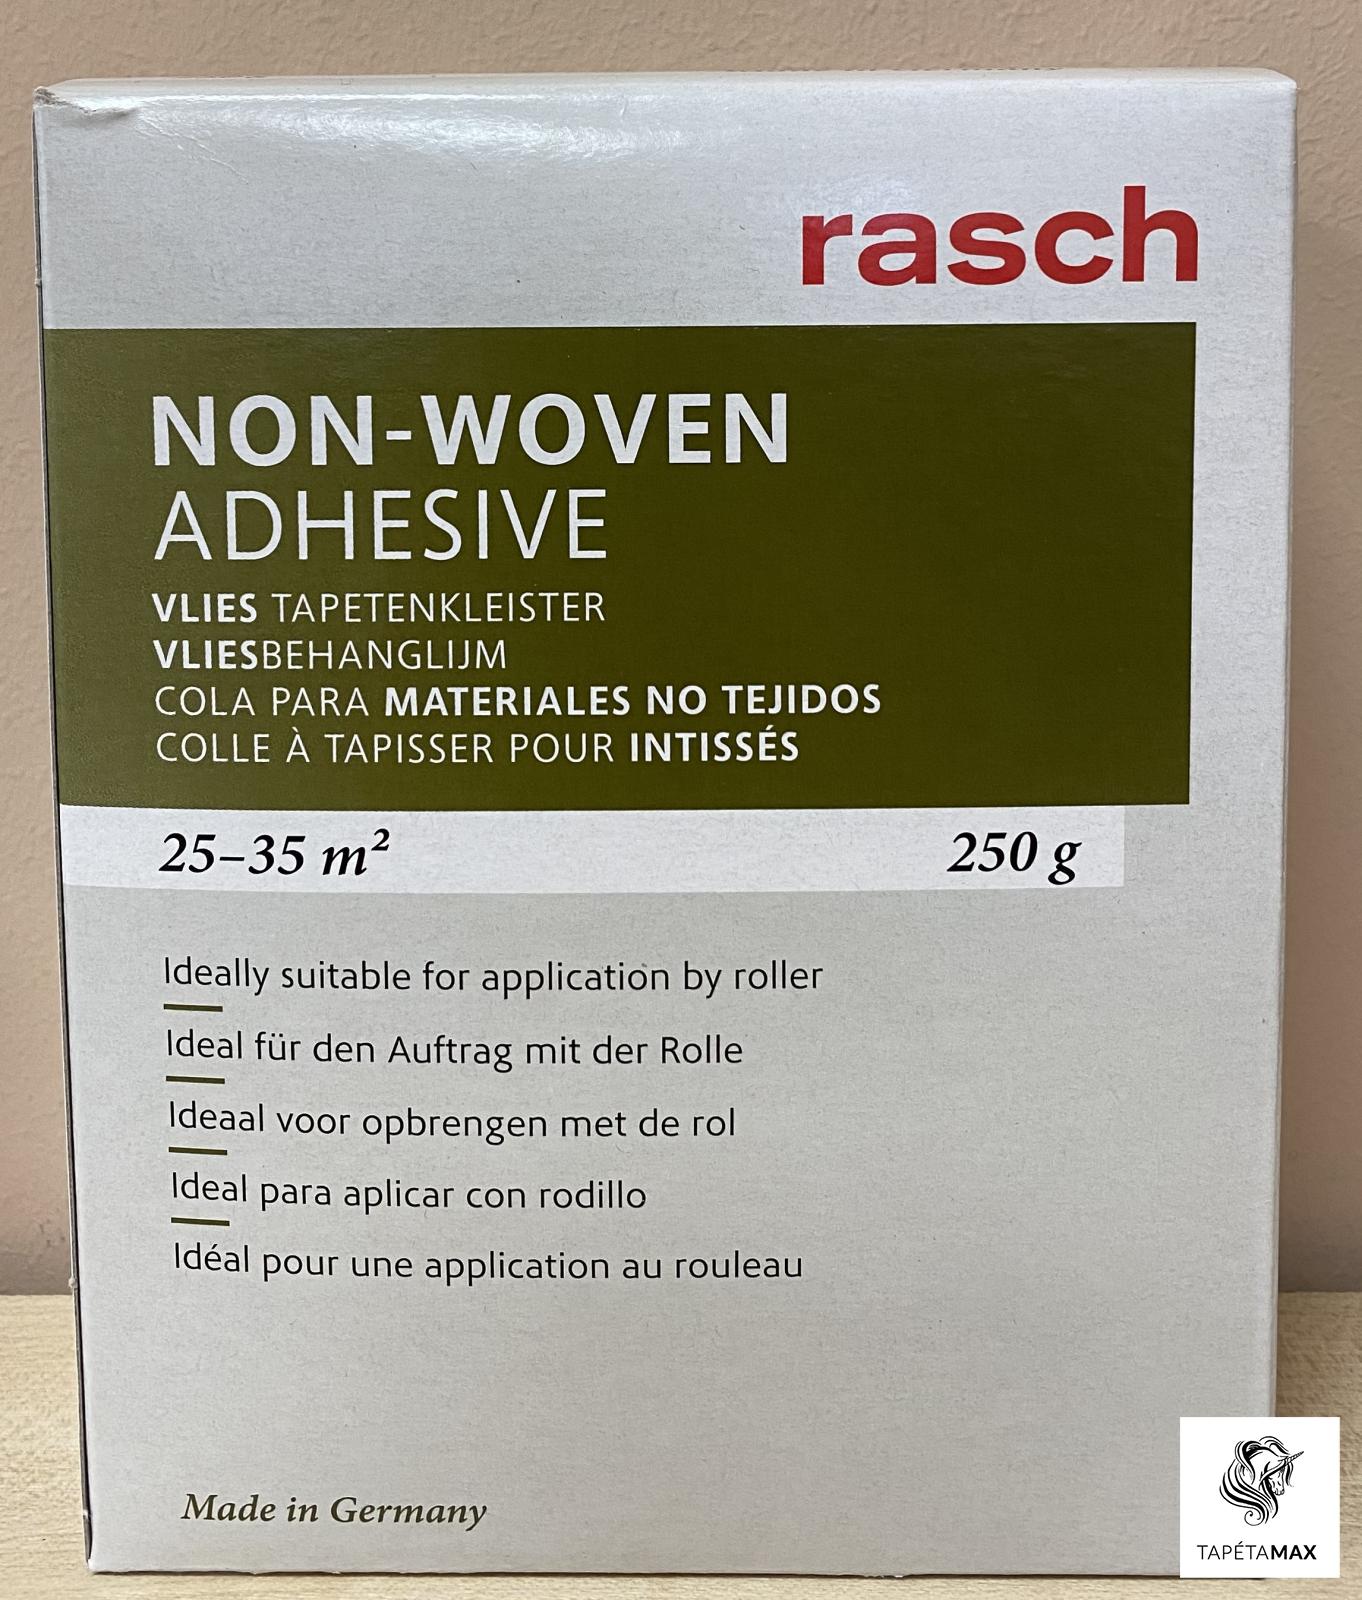 rasch
NON-WOVEN
ADHESIVE
VLIES TAPETENKLEISTER
VLIESBEHANGLIJM
COLA PARA MATERIALES NO TEJIDOS
COLLE À TAPISSER POUR INTISSÉS
25–35 m² 250 g
Ideally suitable for application by roller
Ideal für den Auftrag mit der Rolle
Ideaal voor opbrengen met de rol
Ideal para aplicar con rodillo
Idéal pour une application au rouleau
Made in Germany
TAPÉTAMAX